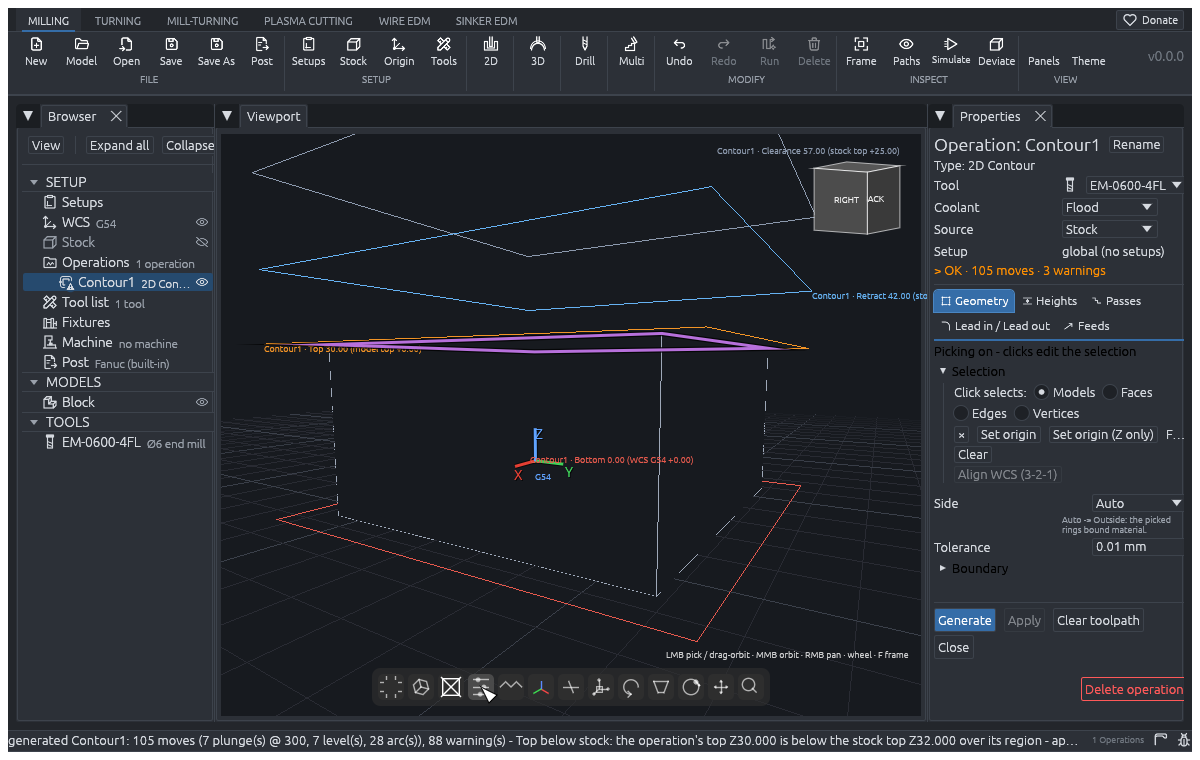 MILLING TURNING MILL-TURNING PLASMA CUTTING WIRE EDM SINKER EDM Donate
New Model Open Save Save As Post Setups Stock Origin Tools 2D 3D Drill Multi Undo Redo Run Delete Frame Paths Simulate Deviate Panels Theme v0.0.0
FILE SETUP MODIFY INSPECT VIEW
Browser
View Expand all Collapse
SETUP
Setups
WCS G54
Stock
Operations 1 operation
Contour1 2D Con...
Tool list 1 tool
Fixtures
Machine no machine
Post Fanuc (built-in)
MODELS
Block
TOOLS
EM-0600-4FL Ø6 end mill
Viewport
Contour1 · Clearance 57.00 (stock top +25.00)
RIGHT ACK
Contour1 · Retract 42.00 (sto
Contour1 · Top 30.00 (model top +0.00)
Contour1 · Bottom 0.00 (WCS G54 +0.00)
Z
X Y
G54
LMB pick / drag-orbit · MMB orbit · RMB pan · wheel · F frame
Properties
Operation: Contour1 Rename
Type: 2D Contour
Tool EM-0600-4FL
Coolant Flood
Source Stock
Setup global (no setups)
> OK · 105 moves · 3 warnings
Geometry Heights Passes
Lead in / Lead out Feeds
Picking on - clicks edit the selection
Selection
Click selects: Models Faces
Edges Vertices
× Set origin Set origin (Z only) F...
Clear
Align WCS (3-2-1)
Side Auto
Auto -> Outside: the picked
rings bound material.
Tolerance 0.01 mm
Boundary
Generate Apply Clear toolpath
Close
Delete operation
generated Contour1: 105 moves (7 plunge(s) @ 300, 7 level(s), 28 arc(s)), 88 warning(s) - Top below stock: the operation's top Z30.000 is below the stock top Z32.000 over its region - ap... 1 Operations